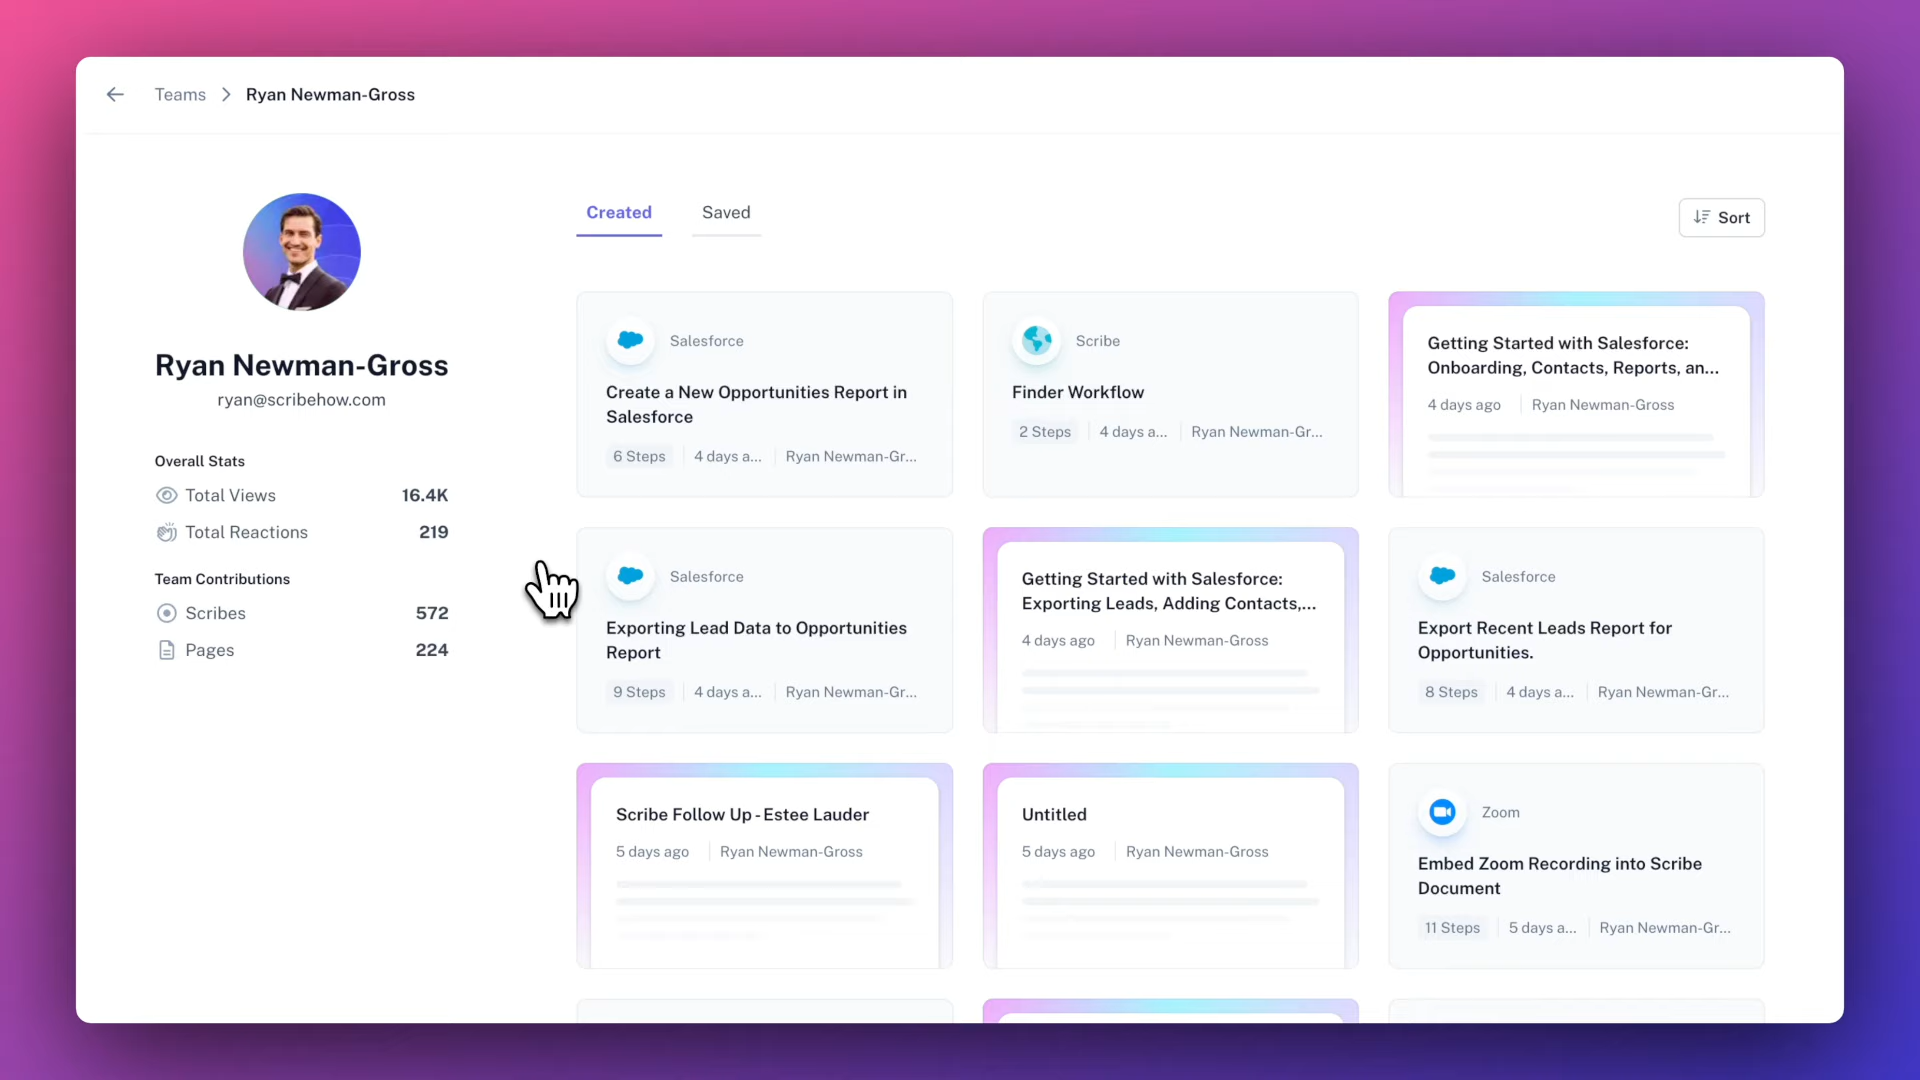 Teams > Ryan Newman-Gross
Ryan Newman-Gross
ryan@scribehow.com
Overall Stats
Total Views 16.4K
Total Reactions 219
Team Contributions
Scribes 572
Pages 224
Created Saved
Sort
Salesforce
Create a New Opportunities Report in
Salesforce
6 Steps 4 days a... Ryan Newman-Gr...
Scribe
Finder Workflow
2 Steps 4 days a... Ryan Newman-Gr...
Getting Started with Salesforce:
Onboarding, Contacts, Reports, an...
4 days ago Ryan Newman-Gross
Salesforce
Exporting Lead Data to Opportunities
Report
9 Steps 4 days a... Ryan Newman-Gr...
Getting Started with Salesforce:
Exporting Leads, Adding Contacts,...
4 days ago Ryan Newman-Gross
Salesforce
Export Recent Leads Report for
Opportunities.
8 Steps 4 days a... Ryan Newman-Gr...
Scribe Follow Up - Estee Lauder
5 days ago Ryan Newman-Gross
Untitled
5 days ago Ryan Newman-Gross
Zoom
Embed Zoom Recording into Scribe
Document
11 Steps 5 days a... Ryan Newman-Gr...